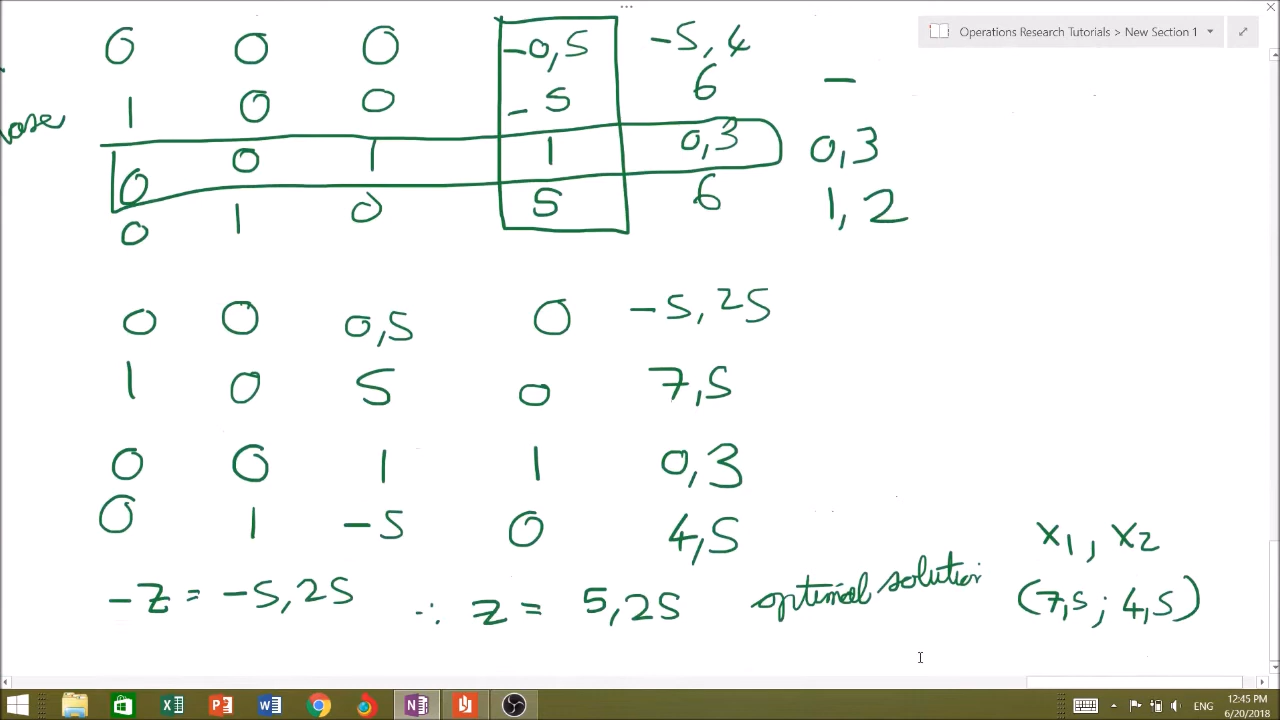 Operations Research Tutorials > New Section 1
0 0 0 -0,5 -5,4
1 0 0 -5 6 -
0 0 1 1 0,3 0,3
0 1 0 5 6 1,2
0 0 0,5 0 -5,25
1 0 5 0 7,5
0 0 1 1 0,3
0 1 -5 0 4,5
x1, x2
-Z = -5,25 ∴ Z = 5,25 optimal solution (7,5; 4,5)
ENG
12:45 PM
6/20/2018